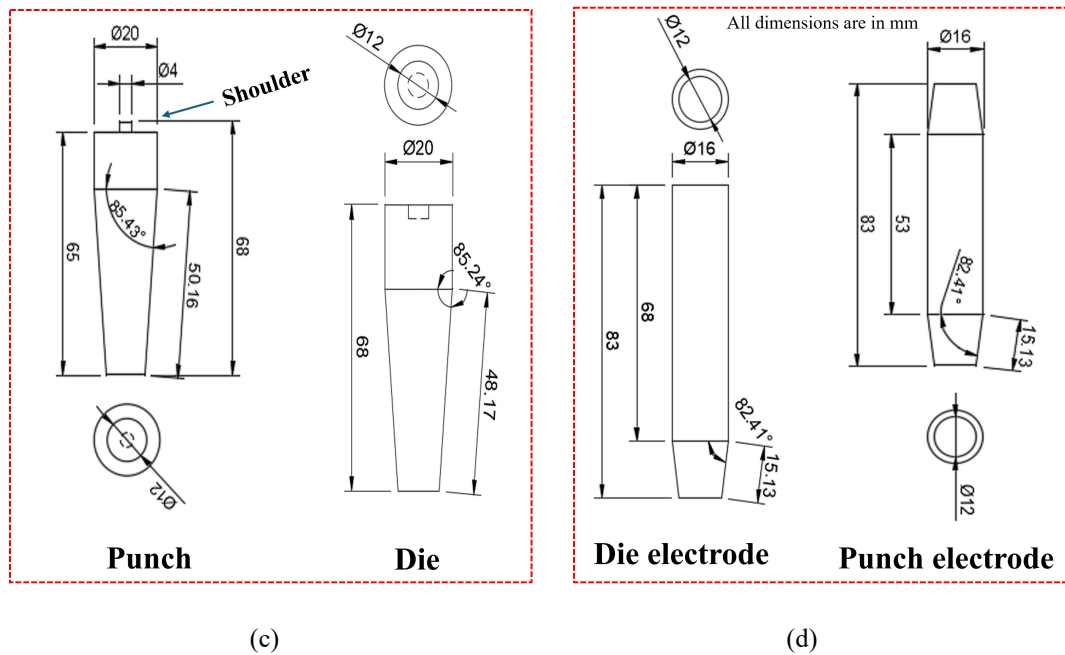 Ø20
Ø4
Shoulder
85.43°
65
50.16
68
Ø12
Punch
Ø12
Ø20
85.24°
68
48.17
Die
All dimensions are in mm
Ø12
Ø16
68
83
82.41°
15.13
Die electrode
Ø16
83
53
82.41°
15.13
Ø12
Punch electrode
(c)
(d)